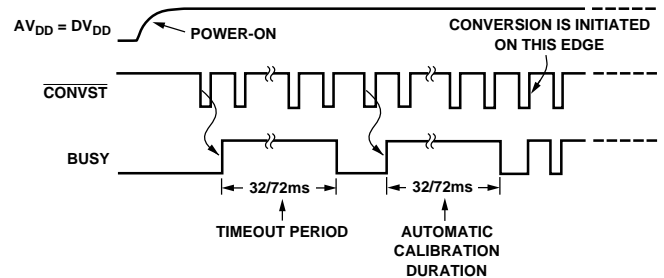 AVDD = DVDD
POWER-ON
CONVERSION IS INITIATED
ON THIS EDGE
CONVST
BUSY
32/72ms
32/72ms
TIMEOUT PERIOD
AUTOMATIC
CALIBRATION
DURATION